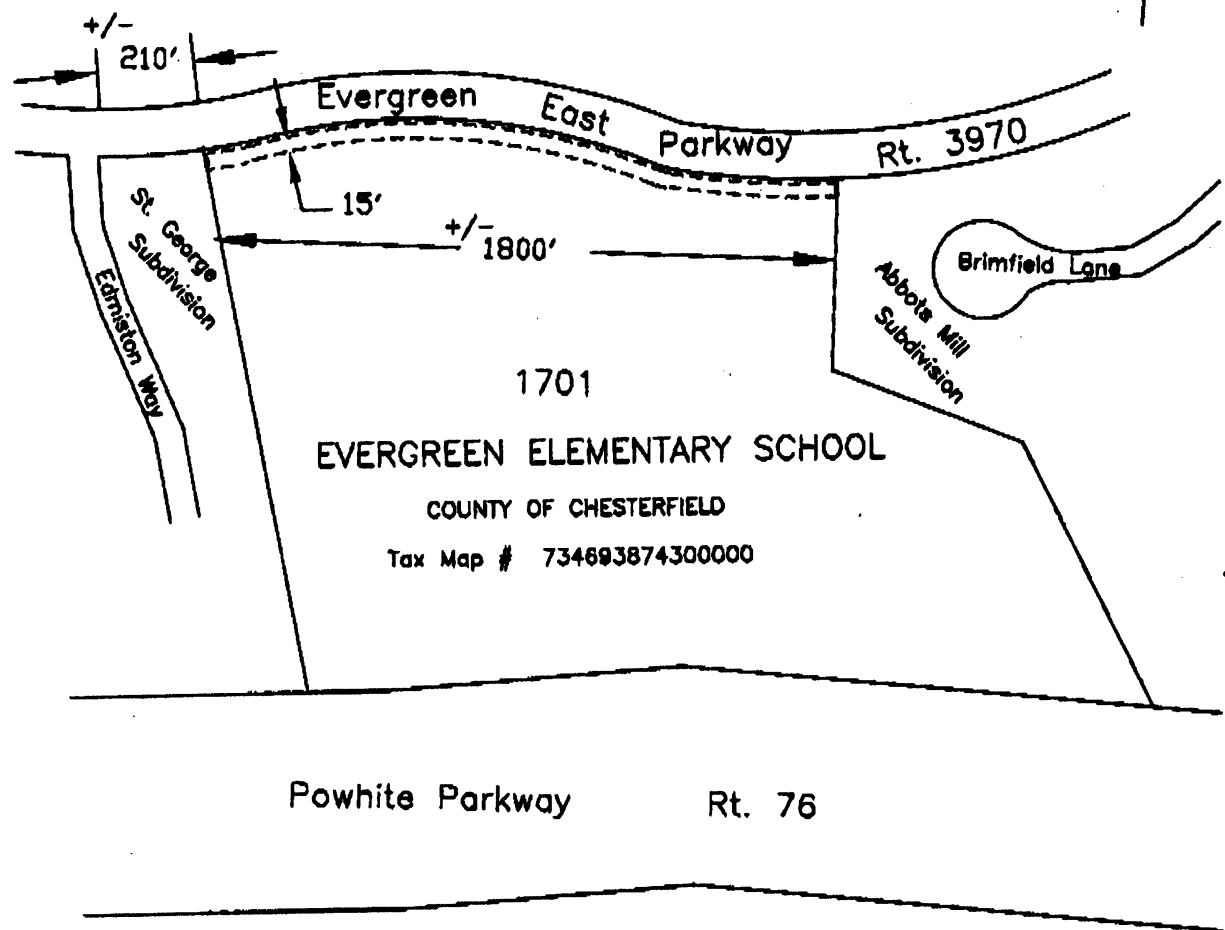 +/-
210'
Evergreen East Parkway Rt. 3970
15'
+/-
1800'
St. George
Subdivision
Edmiston Way
Brimfield Lane
Abbots Mill
Subdivision
1701
EVERGREEN ELEMENTARY SCHOOL
COUNTY OF CHESTERFIELD
Tax Map # 734693874300000
Powhite Parkway Rt. 76